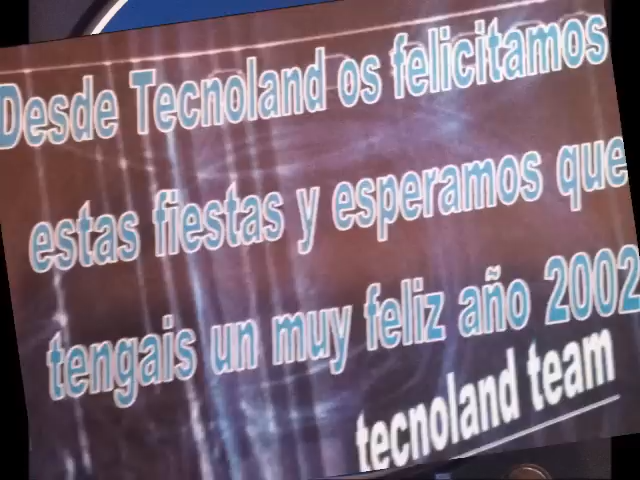 Desde Tecnoland os felicitamos
estas fiestas y esperamos que
tengais un muy feliz año 2002
tecnoland team